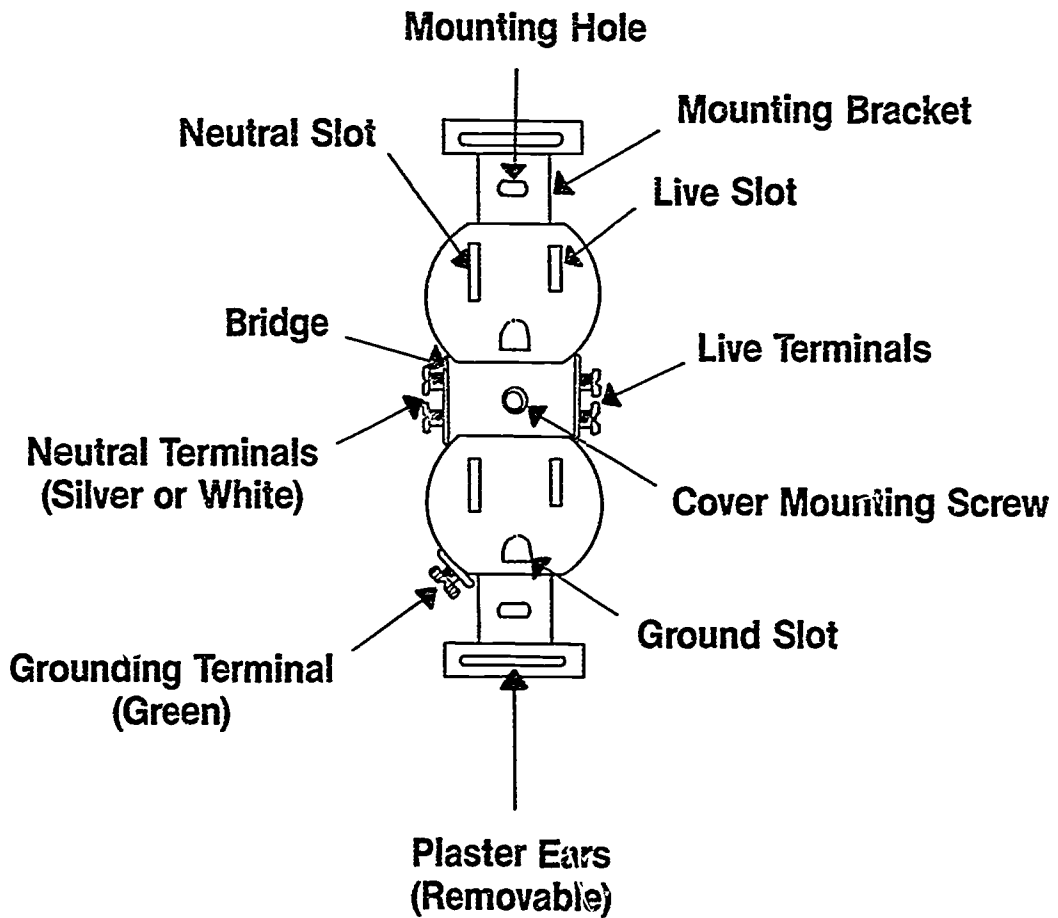 Mounting Hole
Neutral Slot
Mounting Bracket
Live Slot
Bridge
Live Terminals
Neutral Terminals
(Silver or White)
Cover Mounting Screw
Ground Slot
Grounding Terminal
(Green)
Plaster Ears
(Removable)